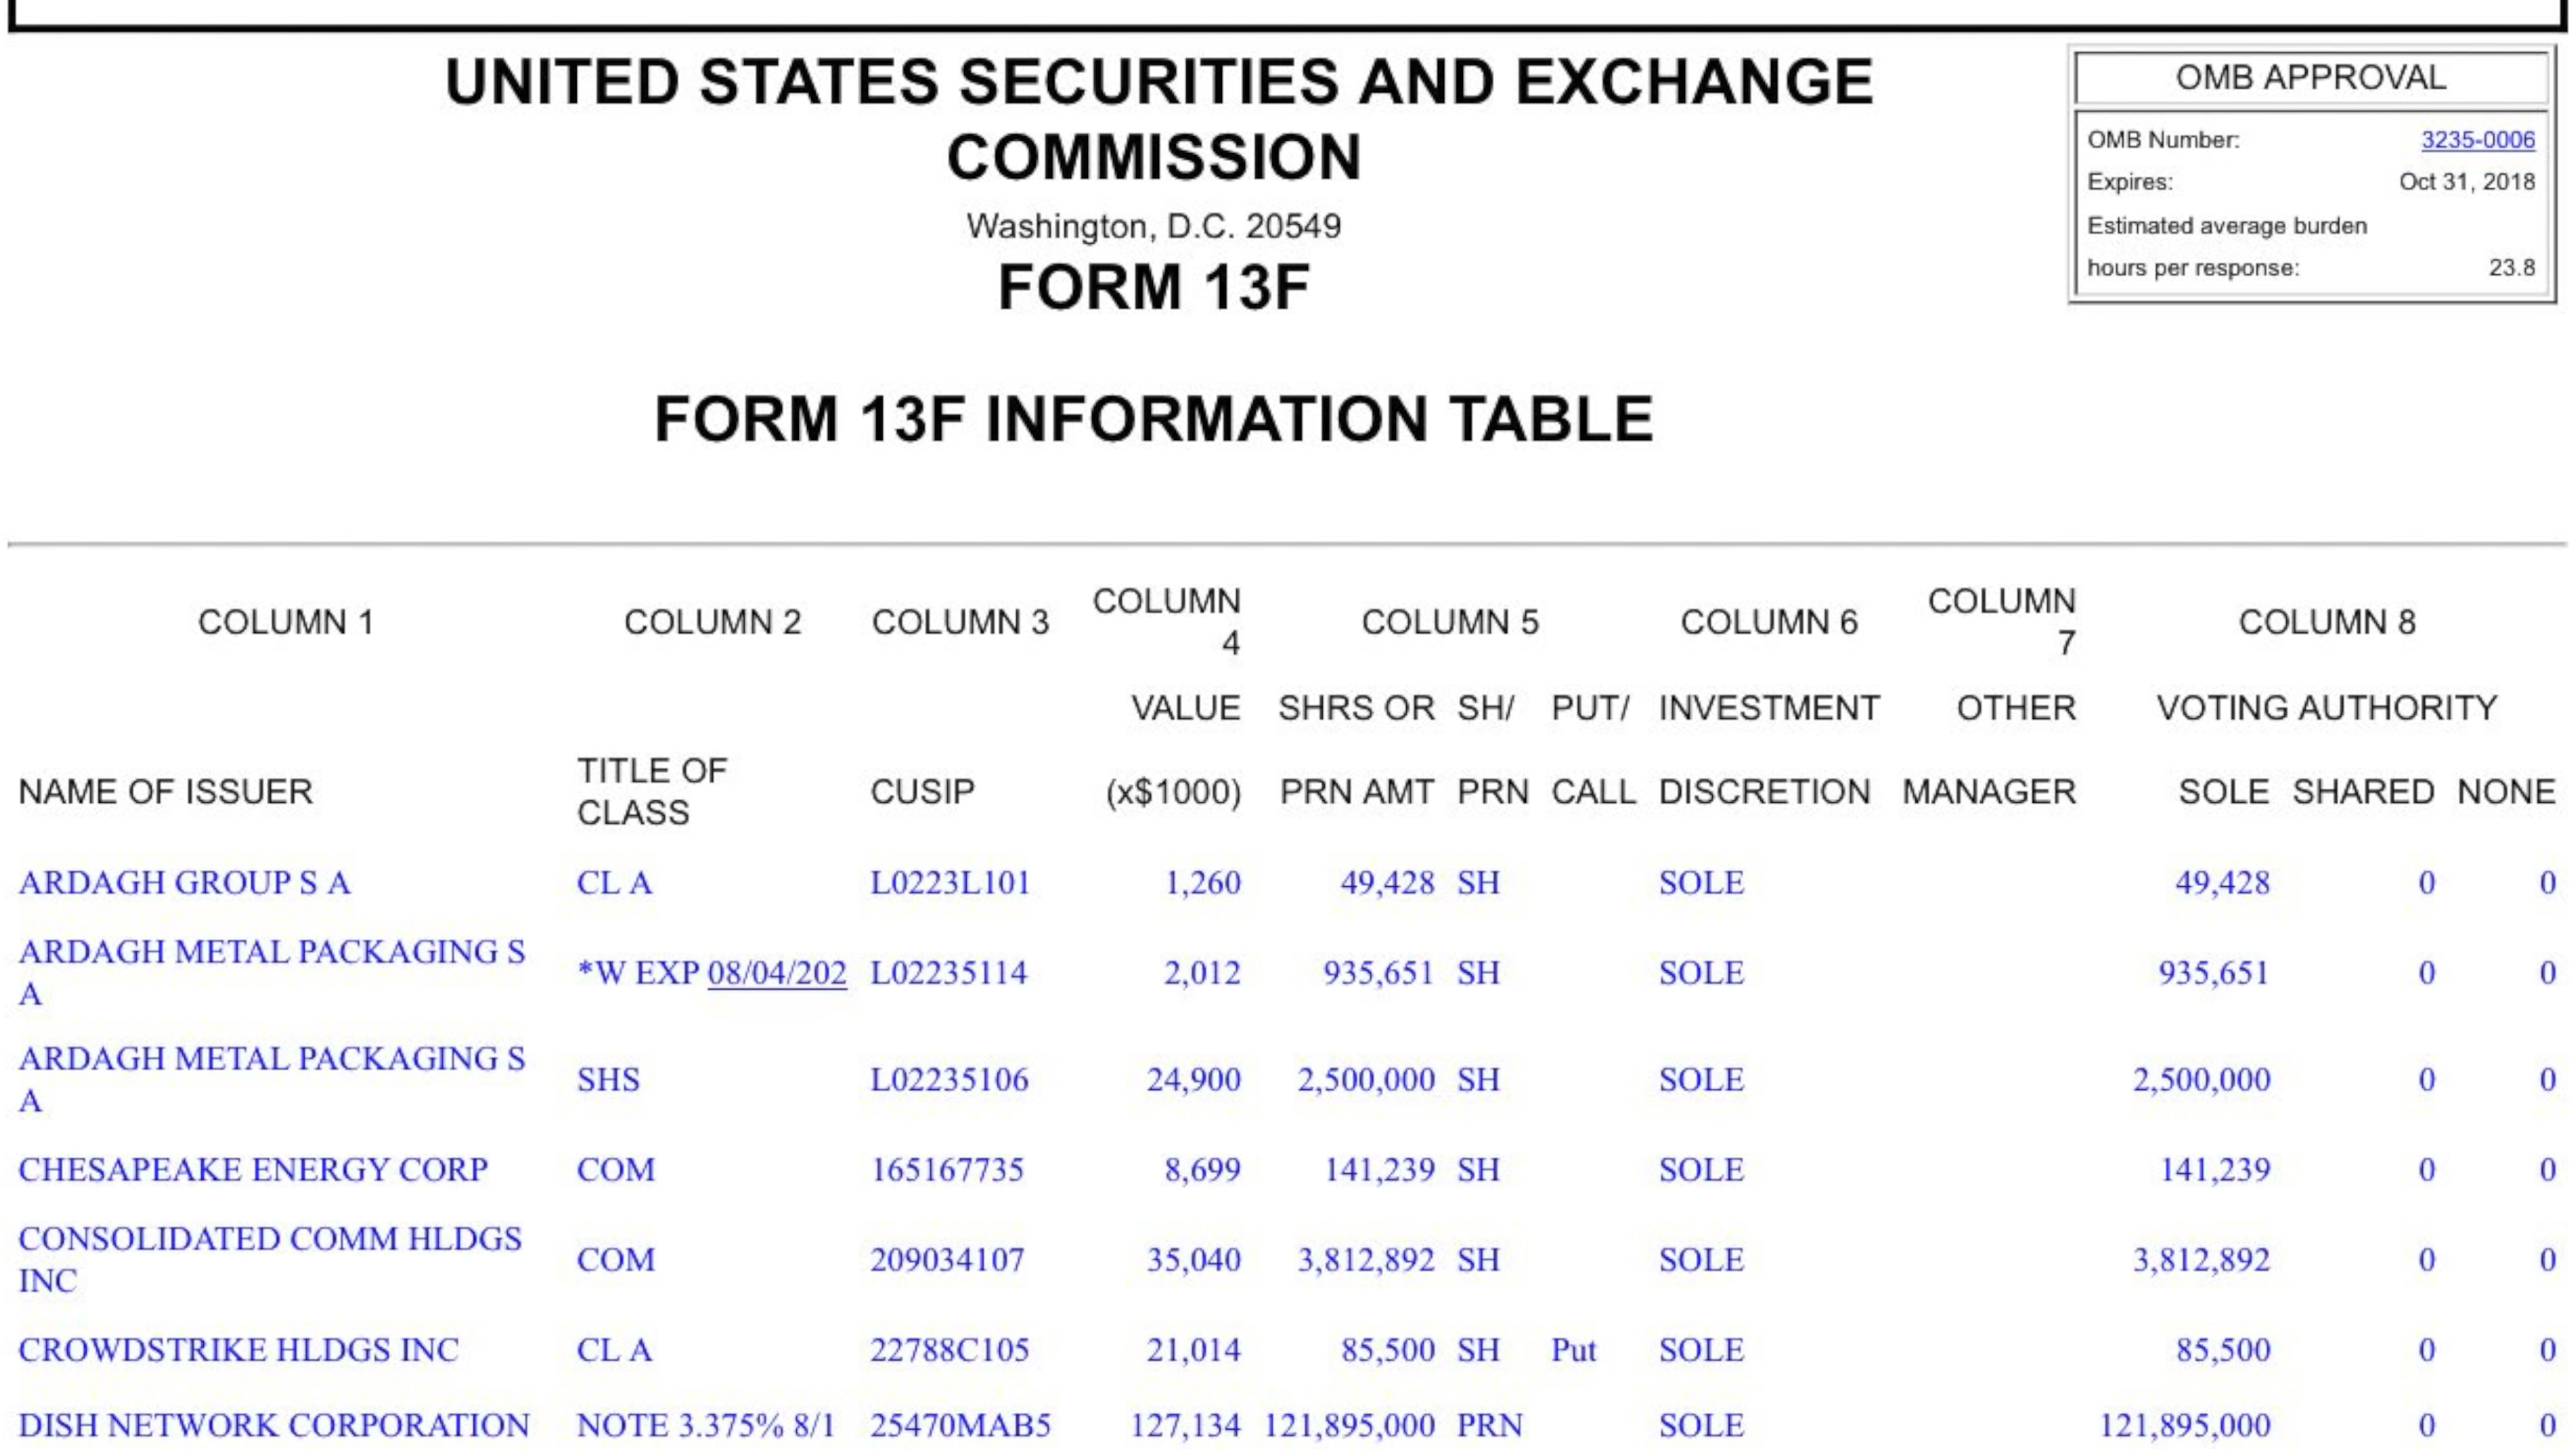 UNITED STATES SECURITIES AND EXCHANGE
COMMISSION
Washington, D.C. 20549
FORM 13F
FORM 13F INFORMATION TABLE
OMB APPROVAL
OMB Number: 3235-0006
Expires: Oct 31, 2018
Estimated average burden
hours per response: 23.8
COLUMN 1 COLUMN 2 COLUMN 3 COLUMN 4 COLUMN 5 COLUMN 6 COLUMN 7 COLUMN 8
VALUE SHRS OR SH/ PUT/ INVESTMENT OTHER VOTING AUTHORITY
NAME OF ISSUER TITLE OF CLASS CUSIP (x$1000) PRN AMT PRN CALL DISCRETION MANAGER SOLE SHARED NONE
ARDAGH GROUP S A CL A L0223L101 1,260 49,428 SH SOLE 49,428 0 0
ARDAGH METAL PACKAGING S A *W EXP 08/04/202 L02235114 2,012 935,651 SH SOLE 935,651 0 0
ARDAGH METAL PACKAGING S A SHS L02235106 24,900 2,500,000 SH SOLE 2,500,000 0 0
CHESAPEAKE ENERGY CORP COM 165167735 8,699 141,239 SH SOLE 141,239 0 0
CONSOLIDATED COMM HLDGS INC COM 209034107 35,040 3,812,892 SH SOLE 3,812,892 0 0
CROWDSTRIKE HLDGS INC CL A 22788C105 21,014 85,500 SH Put SOLE 85,500 0 0
DISH NETWORK CORPORATION NOTE 3.375% 8/1 25470MAB5 127,134 121,895,000 PRN SOLE 121,895,000 0 0